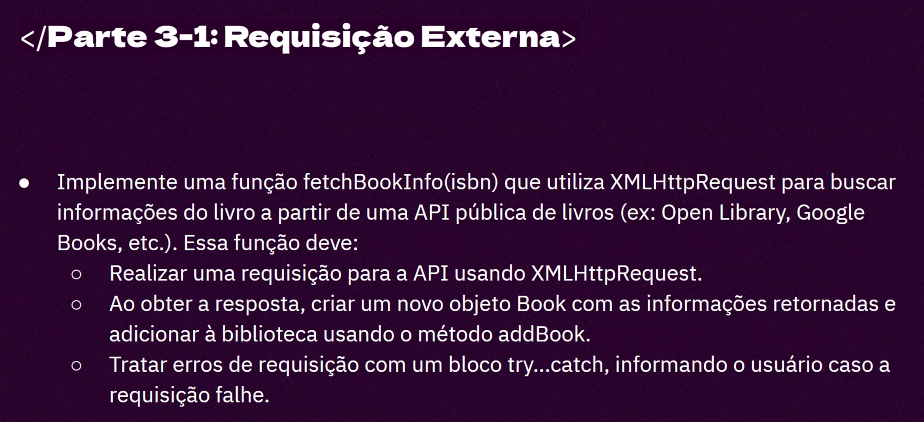 </Parte 3-1: Requisição Externa>
● Implemente uma função fetchBookInfo(isbn) que utiliza XMLHttpRequest para buscar
informações do livro a partir de uma API pública de livros (ex: Open Library, Google
Books, etc.). Essa função deve:
○ Realizar uma requisição para a API usando XMLHttpRequest.
○ Ao obter a resposta, criar um novo objeto Book com as informações retornadas e
adicionar à biblioteca usando o método addBook.
○ Tratar erros de requisição com um bloco try...catch, informando o usuário caso a
requisição falhe.